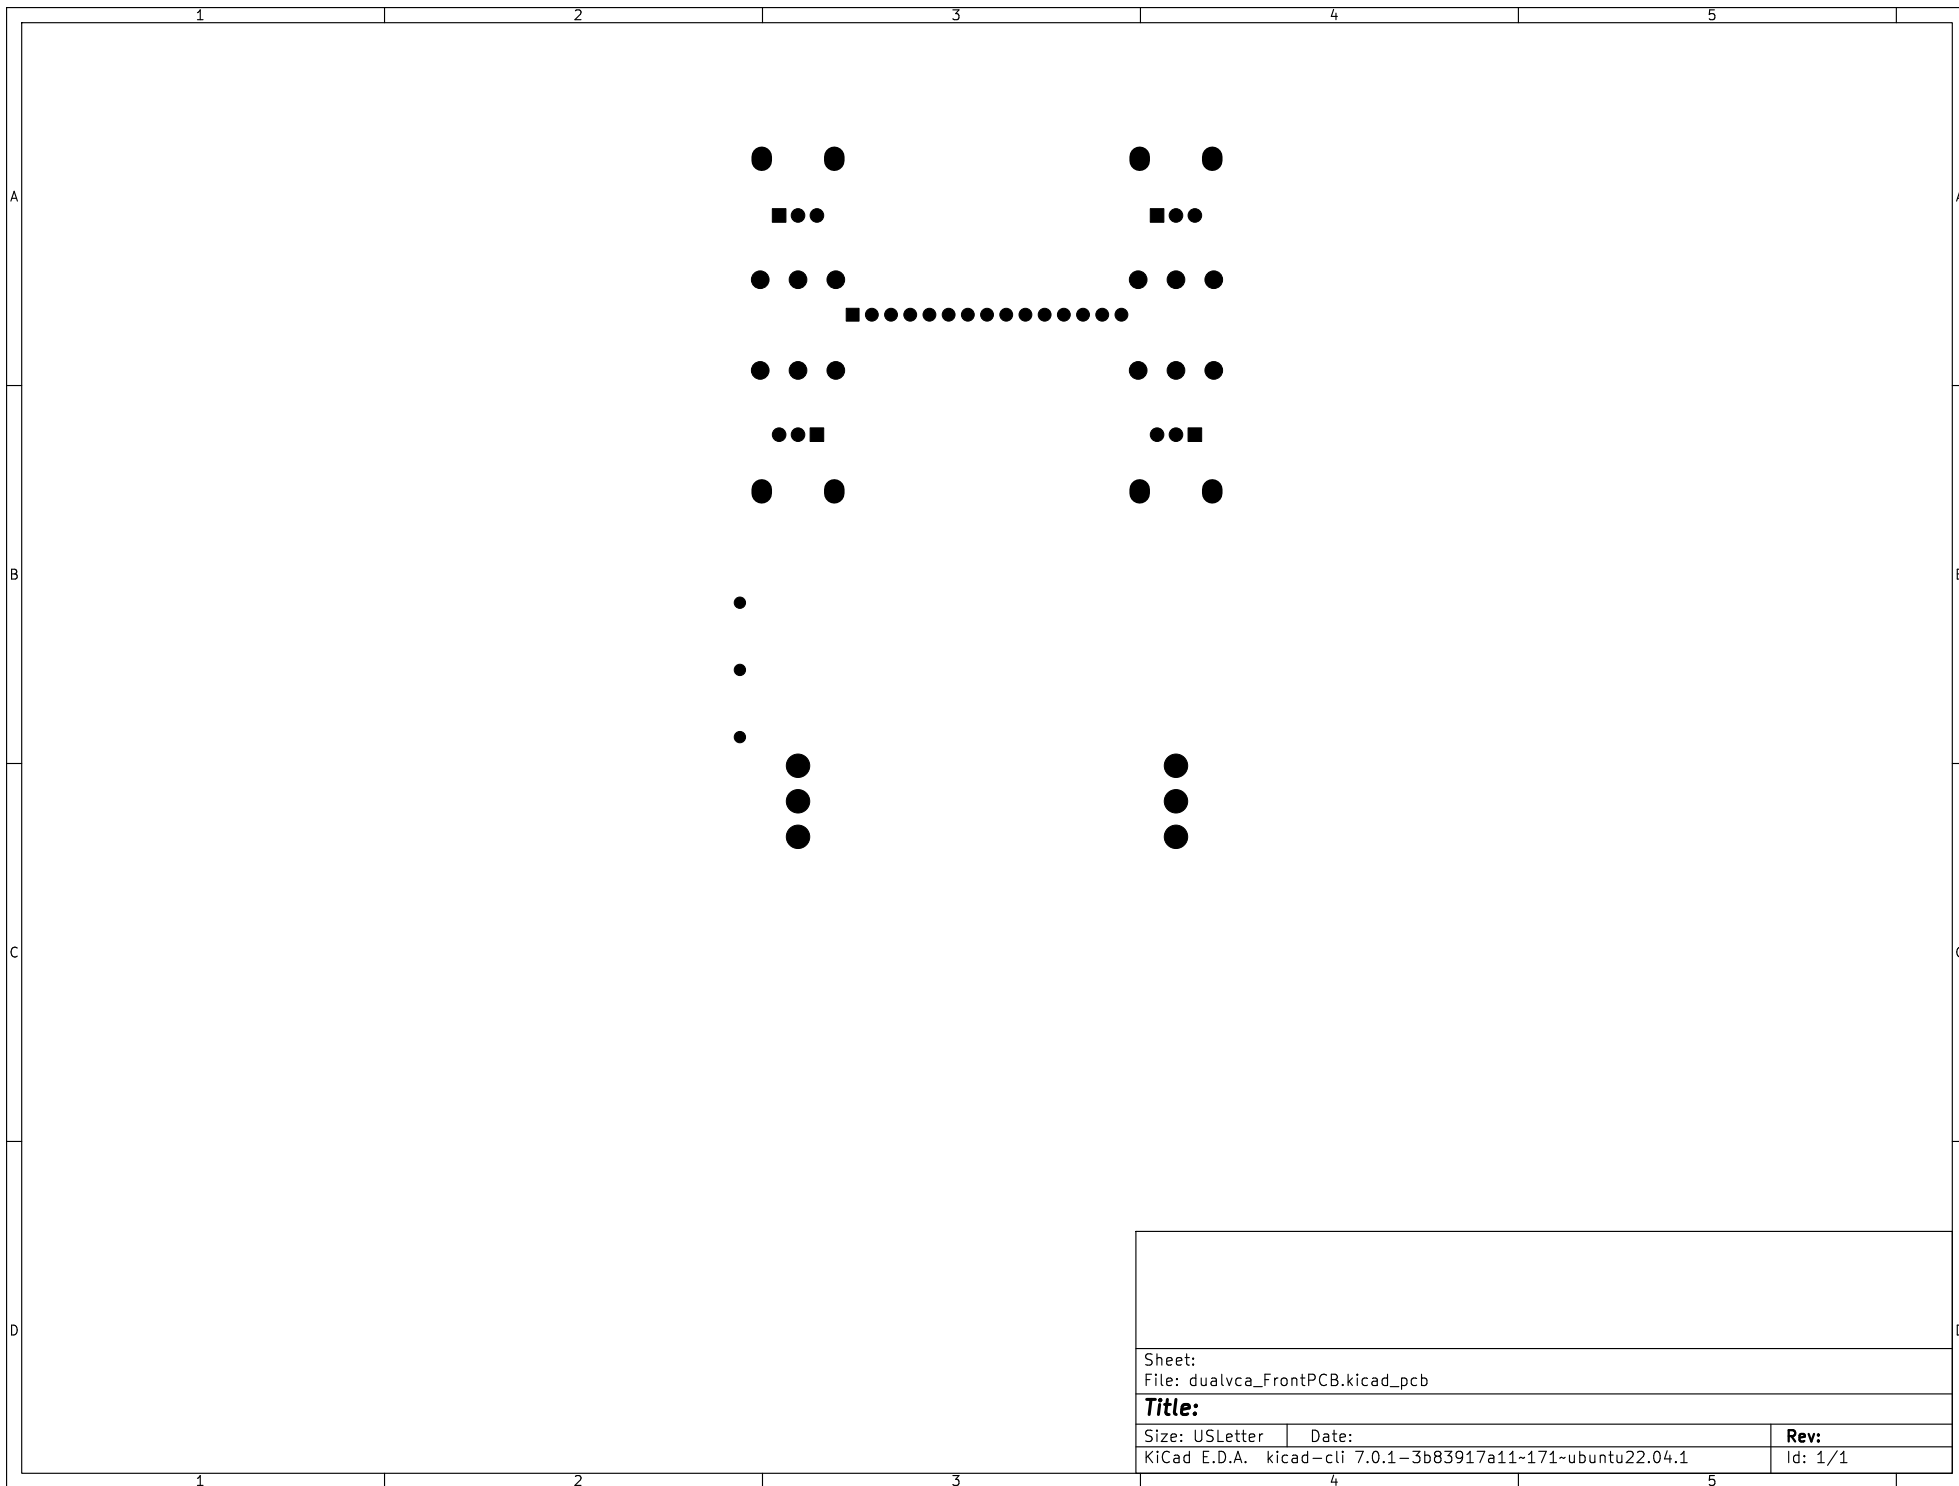 1 2 3 4 5
A A
B B
C C
D D
Sheet:
File: dualvca_FrontPCB.kicad_pcb
Title:
Size: USLetter Date: Rev:
KiCad E.D.A. kicad-cli 7.0.1-3b83917a11~171~ubuntu22.04.1 Id: 1/1
1 2 3 4 5